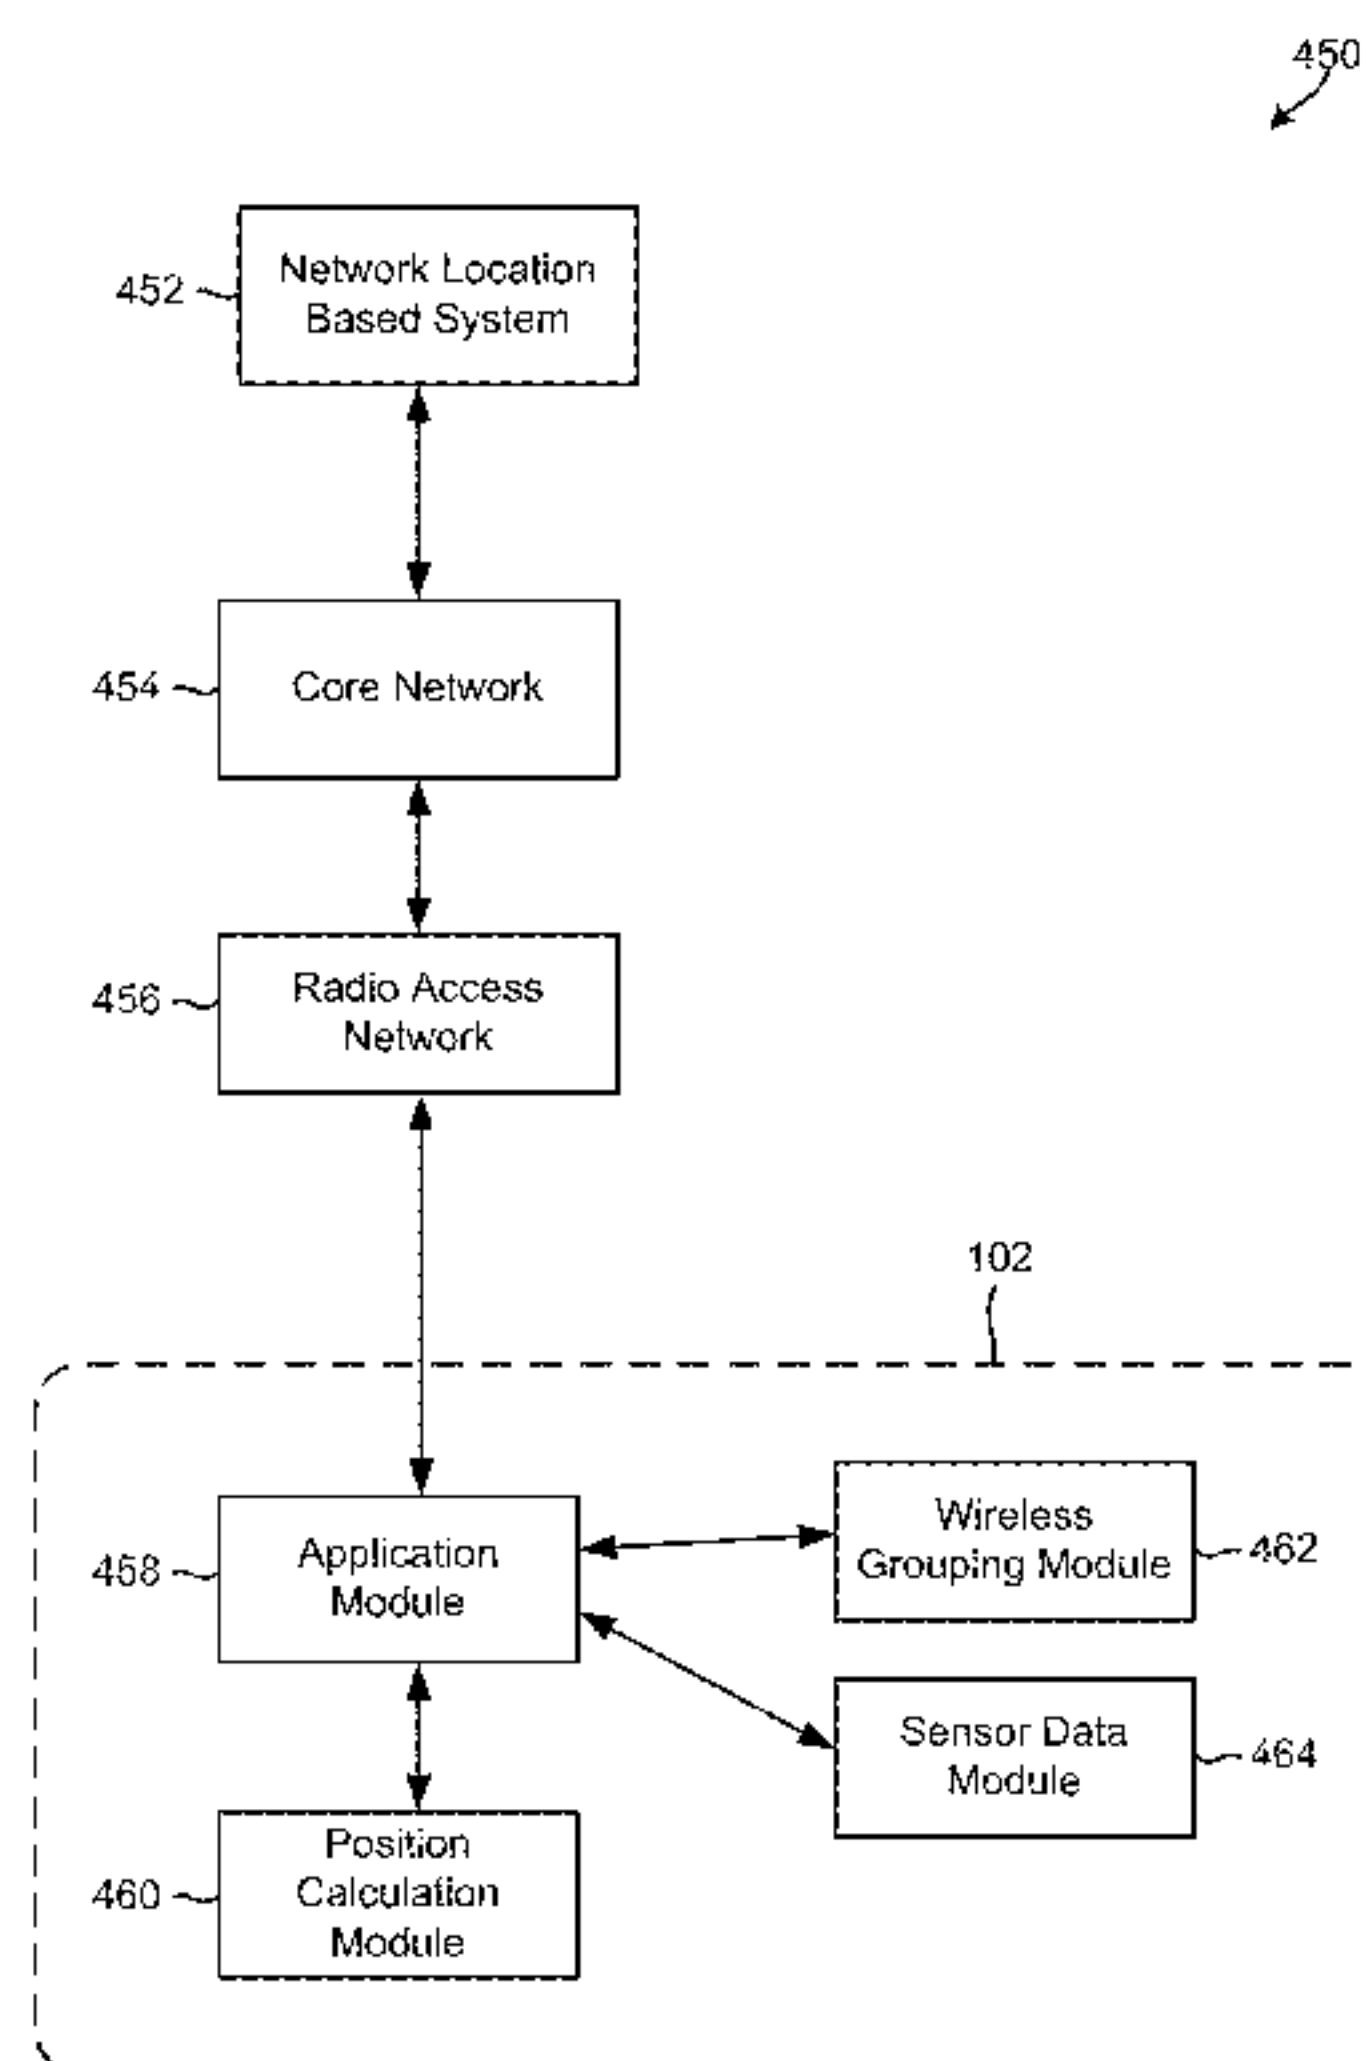 450
Network Location
Based System
452
Core Network
454
Radio Access
Network
456
102
Application
Module
458
Wireless
Grouping Module
462
Sensor Data
Module
464
Position
Calculation
Module
460